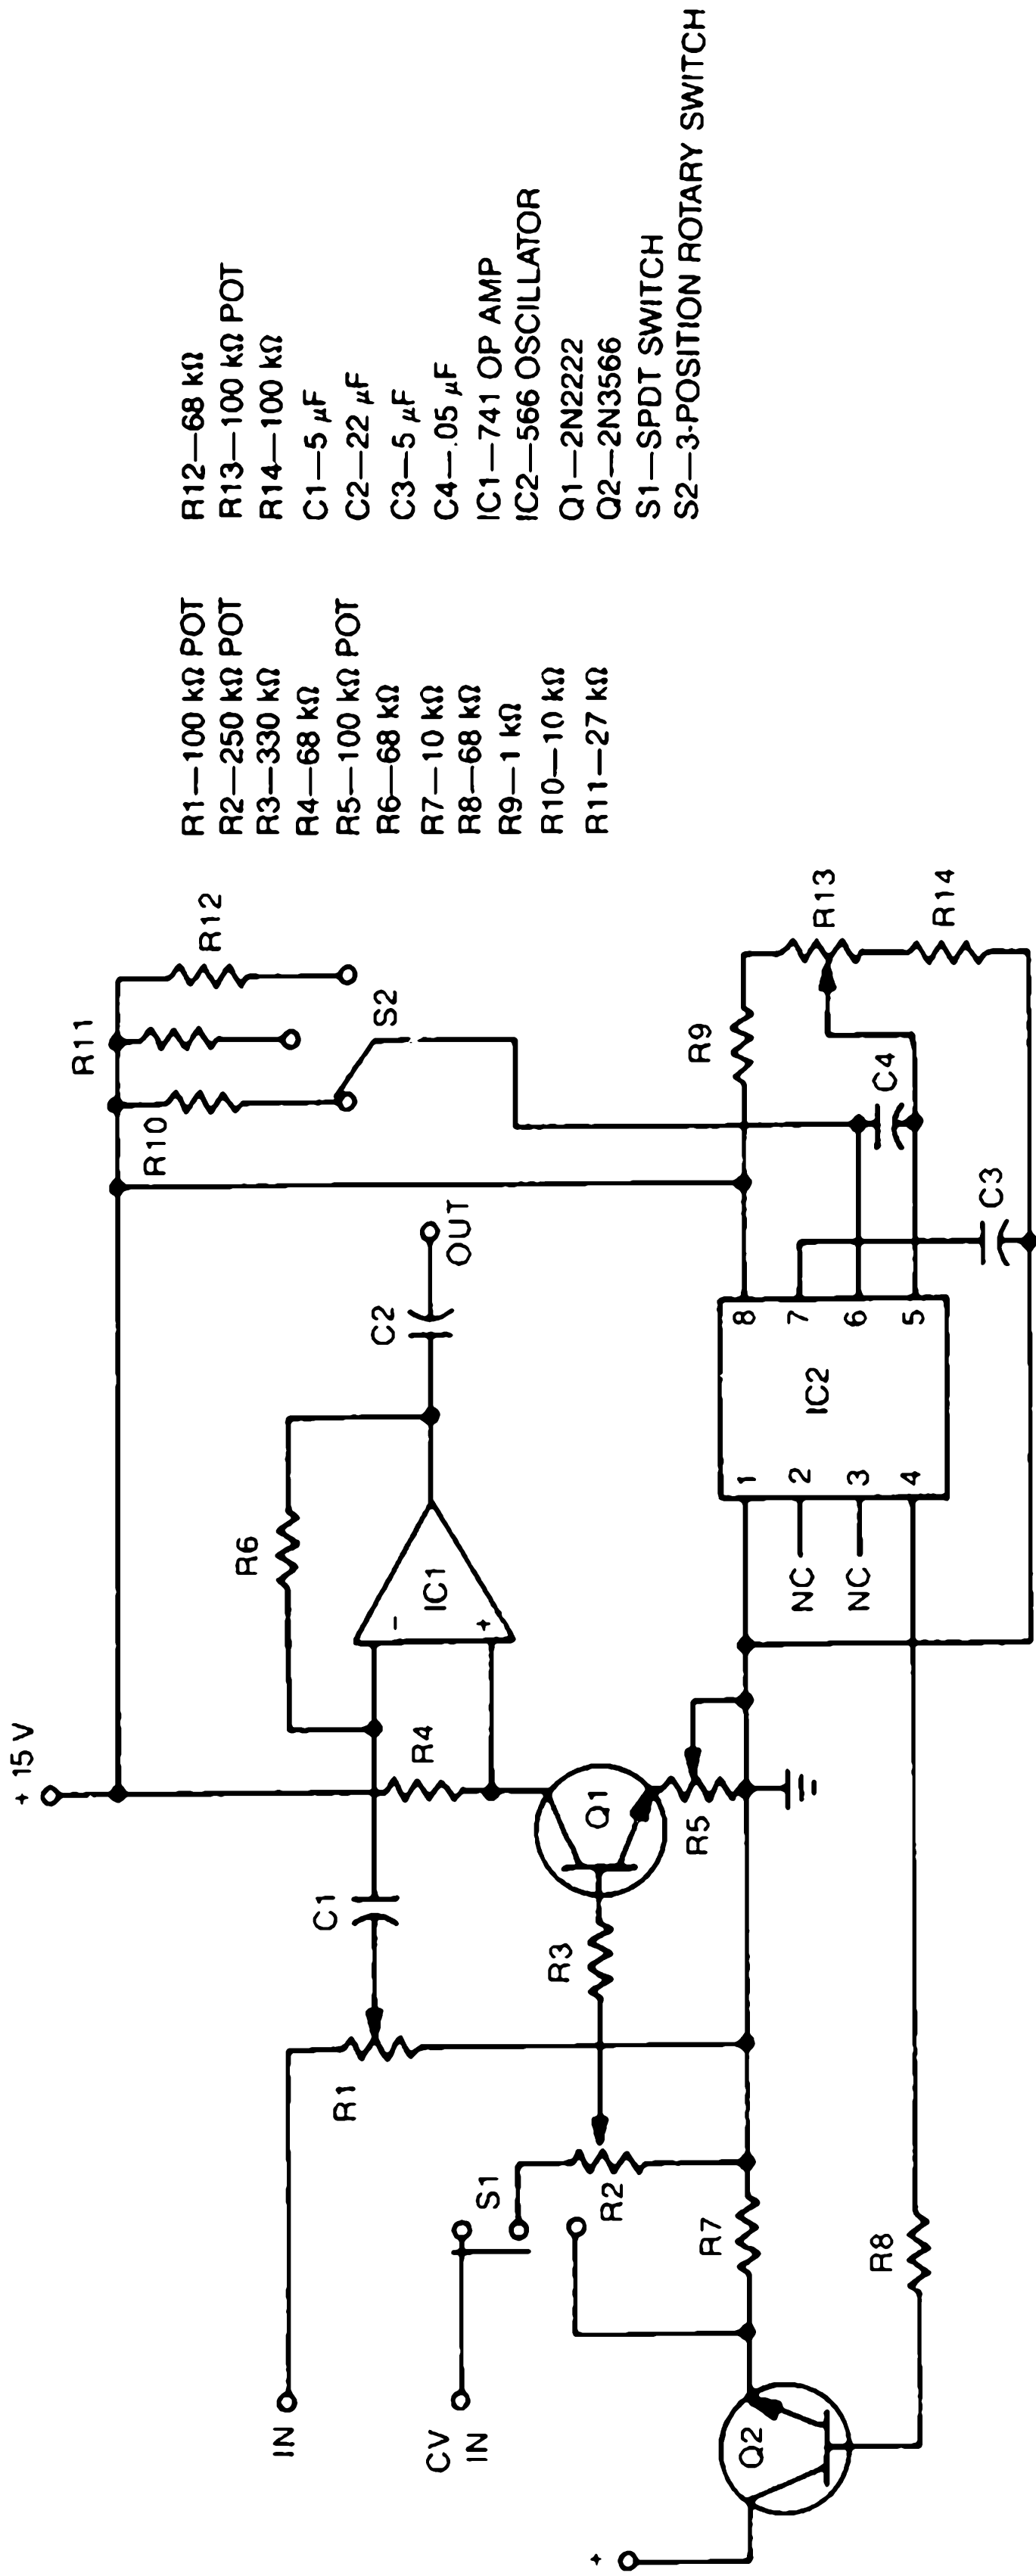 + 15 V
R10
R11
R12
S2
R6
C2
OUT
IC1
-
+
C1
R4
IN
R1
Q1
R3
CV
IN
S1
R2
R5
R7
Q2
+
R8
1
2
3
4
NC
NC
IC2
8
7
6
5
R9
R13
R14
C4
C3
R1—100 kΩ POT
R2—250 kΩ POT
R3—330 kΩ
R4—68 kΩ
R5—100 kΩ POT
R6—68 kΩ
R7—10 kΩ
R8—68 kΩ
R9—1 kΩ
R10—10 kΩ
R11—27 kΩ
R12—68 kΩ
R13—100 kΩ POT
R14—100 kΩ
C1—5 μF
C2—22 μF
C3—5 μF
C4—.05 μF
IC1—741 OP AMP
IC2—566 OSCILLATOR
Q1—2N2222
Q2—2N3566
S1—SPDT SWITCH
S2—3-POSITION ROTARY SWITCH